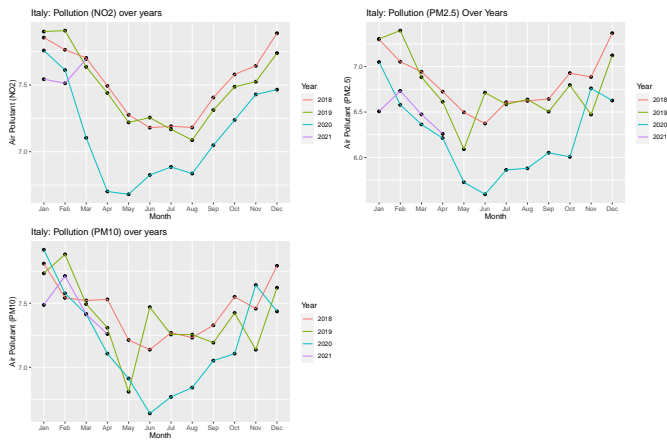 Italy: Pollution (NO2) over years
Air Pollutant (NO2)
7.5
7.0
Jan Feb Mar Apr May Jun Jul Aug Sep Oct Nov Dec
Month
Year
2018
2019
2020
2021
Italy: Pollution (PM2.5) Over Years
Air Pollutant (PM2.5)
7.0
6.5
6.0
Jan Feb Mar Apr May Jun Jul Aug Sep Oct Nov Dec
Month
Year
2018
2019
2020
2021
Italy: Pollution (PM10) over years
Air Pollutant (PM10)
7.5
7.0
Jan Feb Mar Apr May Jun Jul Aug Sep Oct Nov Dec
Month
Year
2018
2019
2020
2021